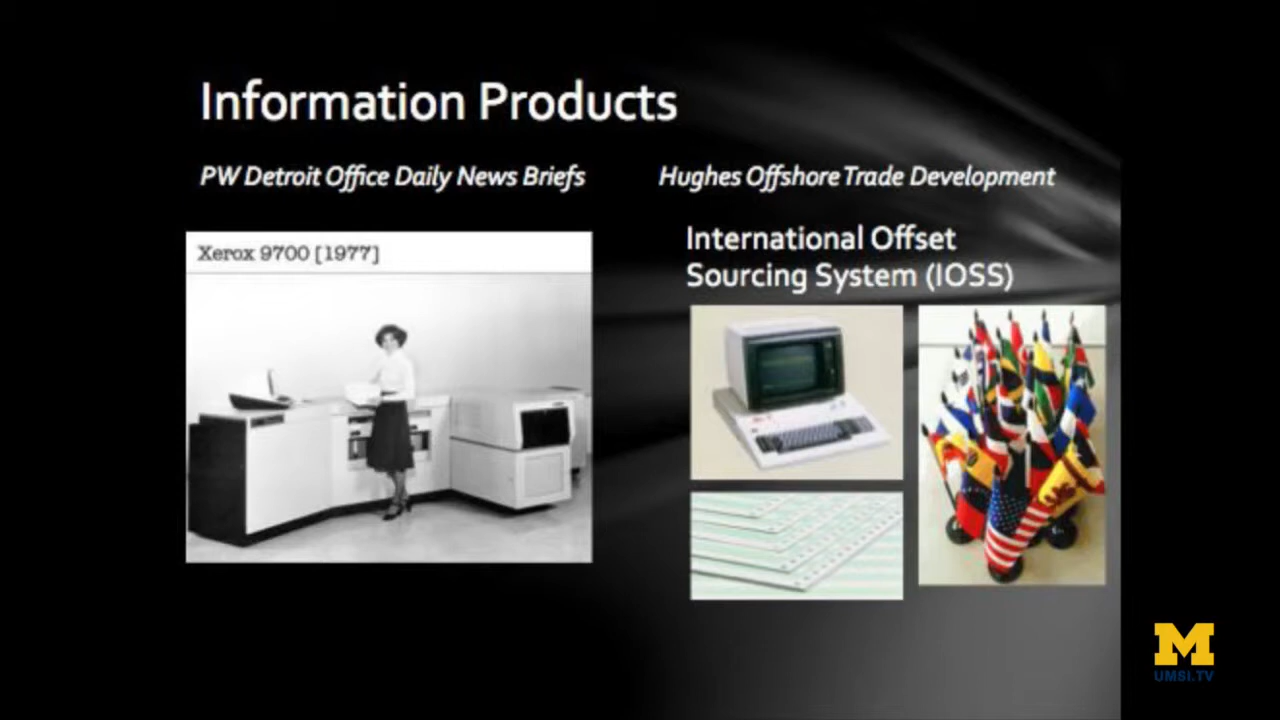 Information Products
PW Detroit Office Daily News Briefs
Hughes Offshore Trade Development
Xerox 9700 [1977]
International Offset
Sourcing System (IOSS)
M
UMSI.TV